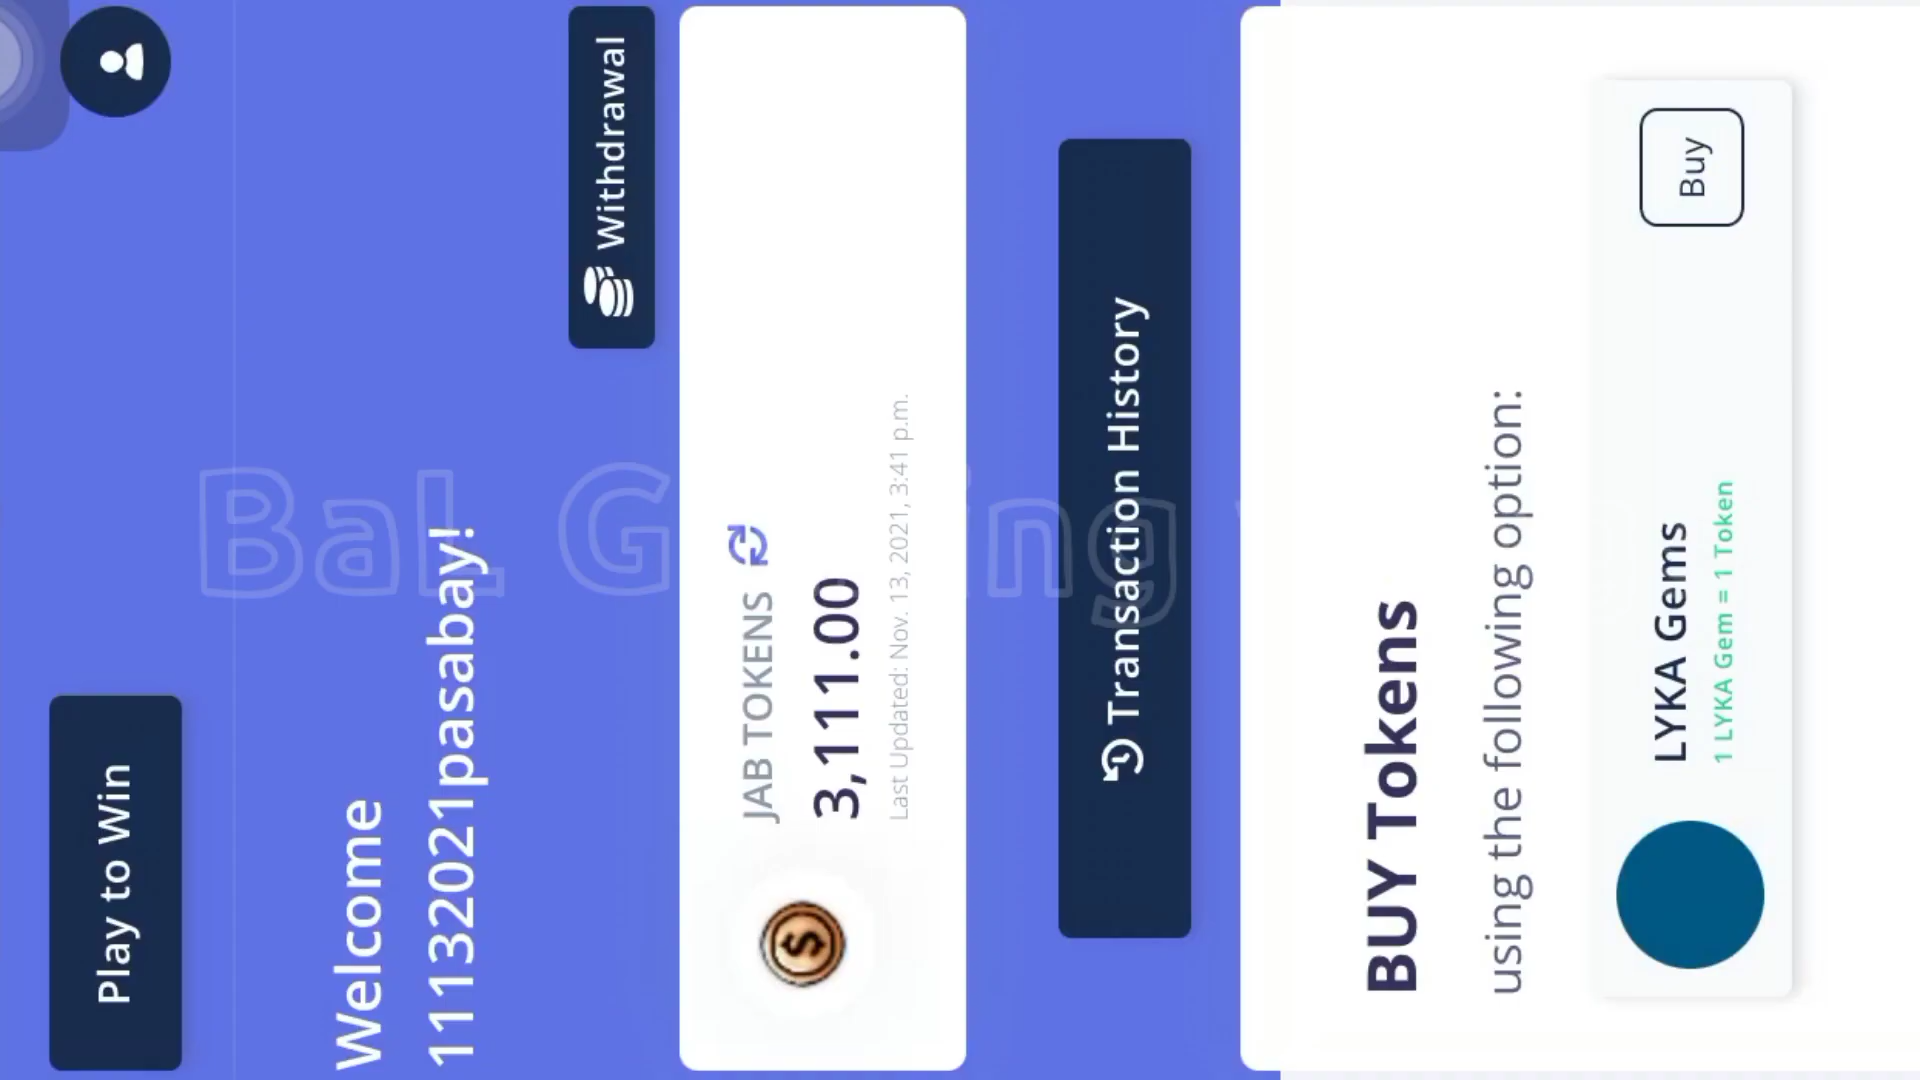 Play to Win
Welcome
11132021pasabay!
Withdrawal
JAB TOKENS
3,111.00
Last Updated: Nov. 13, 2021, 3:41 p.m.
Transaction History
BUY Tokens
using the following option:
LYKA Gems
1 LYKA Gem = 1 Token
Buy